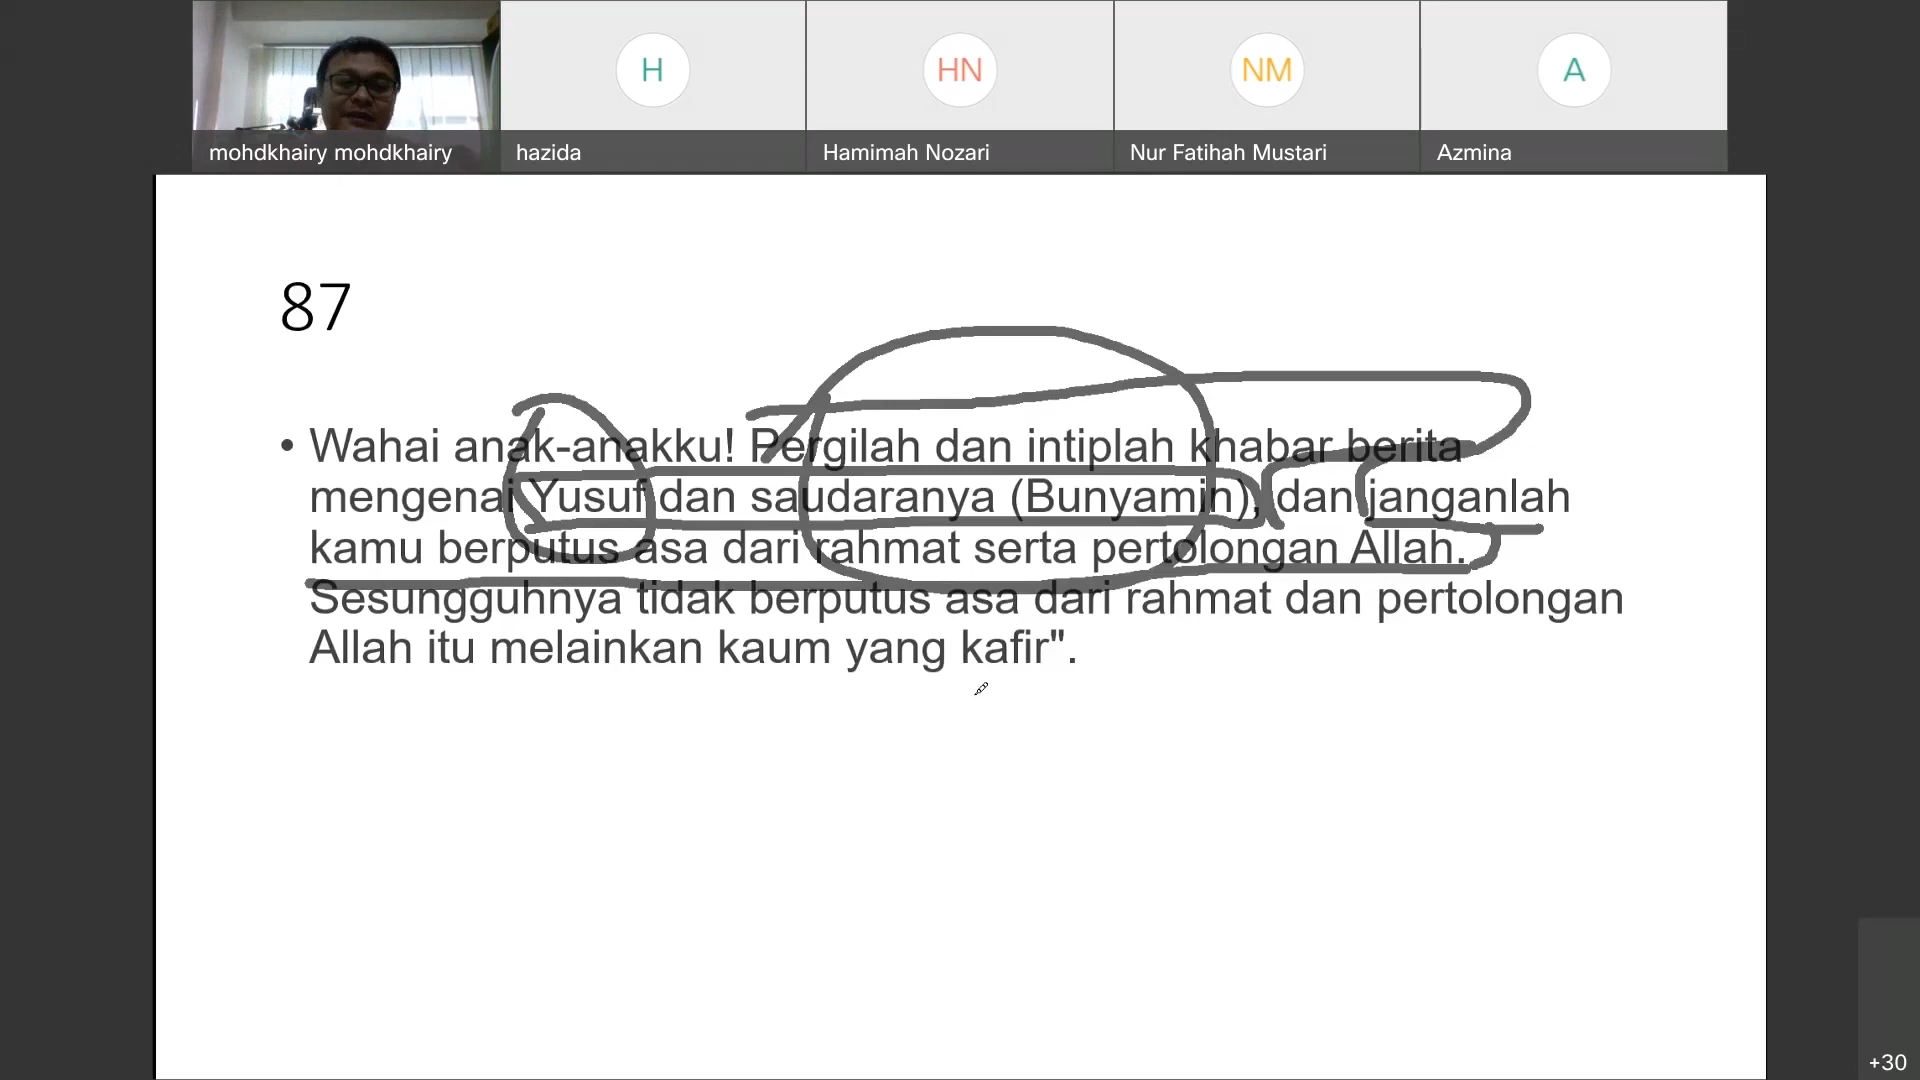 H
HN
NM
A
mohdkhairy mohdkhairy
hazida
Hamimah Nozari
Nur Fatihah Mustari
Azmina
87
• Wahai anak-anakku! Pergilah dan intiplah khabar berita
mengenai Yusuf dan saudaranya (Bunyamin), dan janganlah
kamu berputus asa dari rahmat serta pertolongan Allah.
Sesungguhnya tidak berputus asa dari rahmat dan pertolongan
Allah itu melainkan kaum yang kafir".
+30